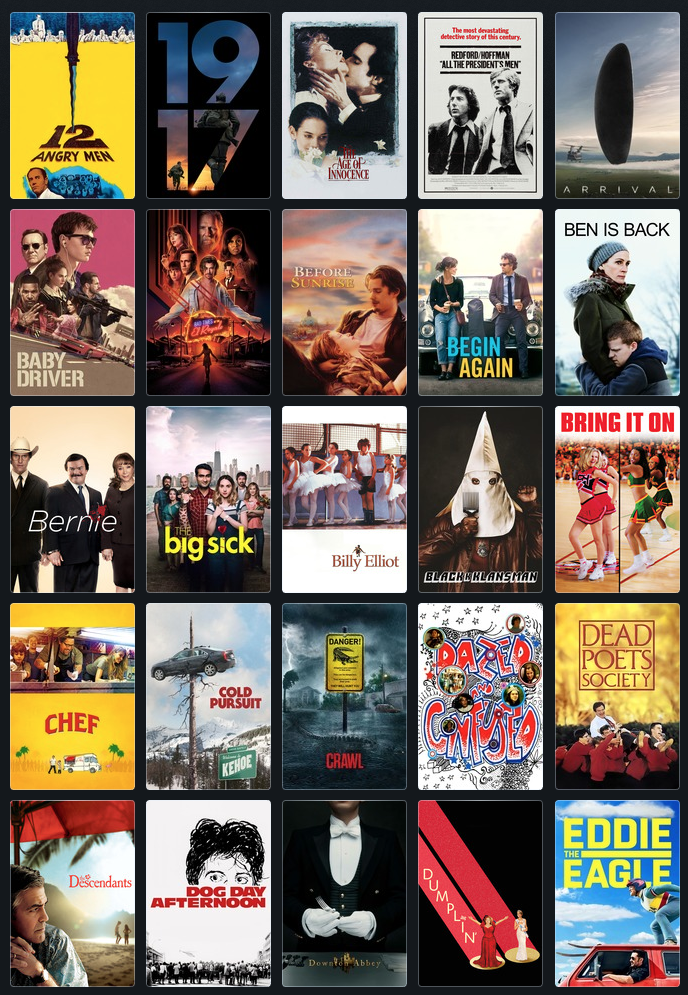 12
ANGRY MEN
19
17
THE
AGE OF
INNOCENCE
The most devastating
detective story of this century.
REDFORD/HOFFMAN
"ALL THE PRESIDENT'S MEN"
ARRIVAL
BABY
DRIVER
BEFORE
SUNRISE
BEGIN
AGAIN
BEN IS BACK
Bernie
THE
big sick
Billy Elliot
BLACKkKLANSMAN
BRING IT ON
CHEF
COLD
PURSUIT
KEHOE
DANGER!
CRAWL
DAZED
AND
CONFUSED
DEAD
POETS
SOCIETY
the
Descendants
DOG DAY
AFTERNOON
Downton Abbey
DUMPLIN'
EDDIE
THE
EAGLE